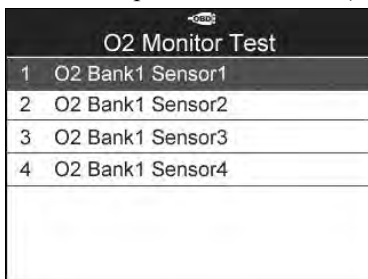 OBD
O2 Monitor Test
1 O2 Bank1 Sensor1
2 O2 Bank1 Sensor2
3 O2 Bank1 Sensor3
4 O2 Bank1 Sensor4